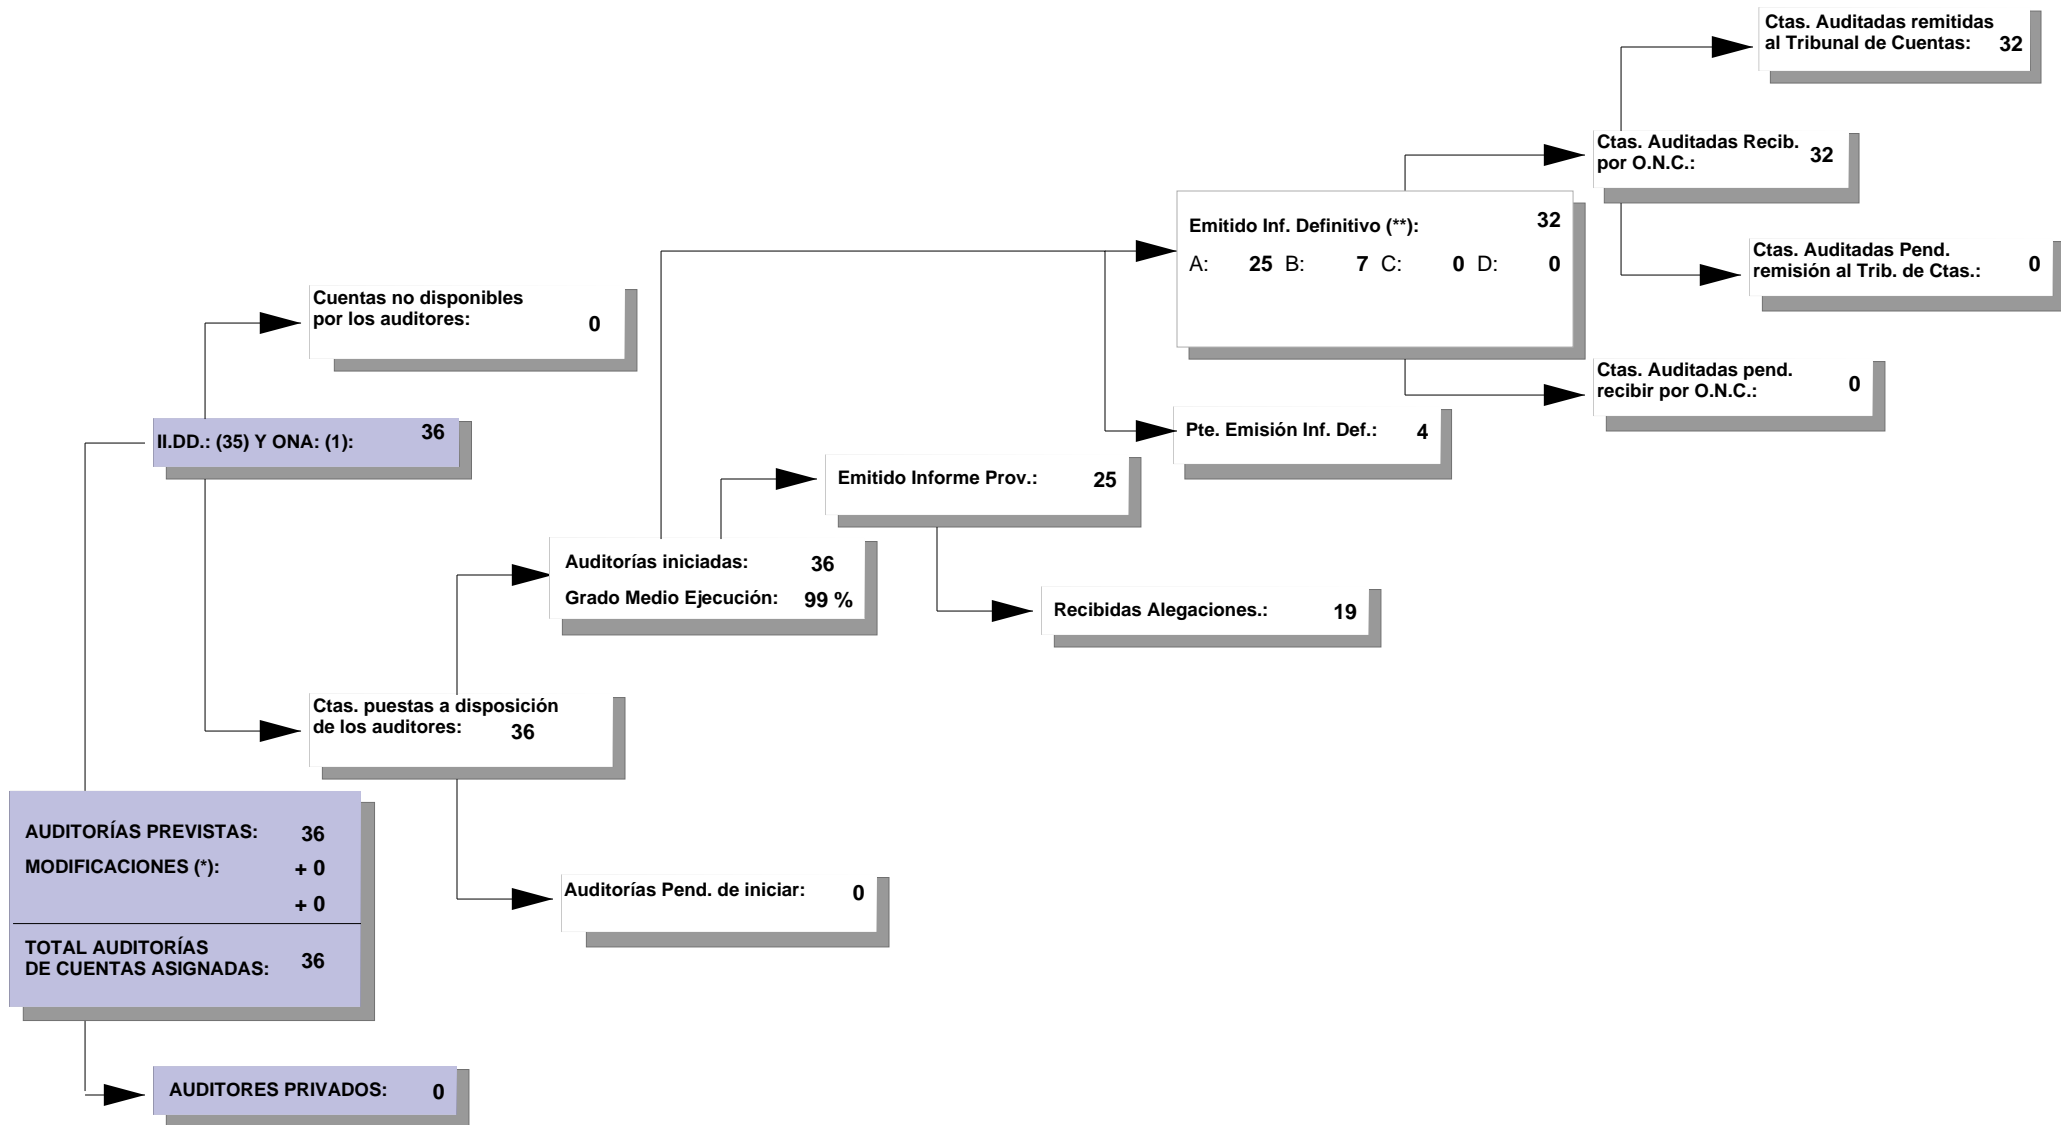 Ctas. Auditadas remitidas
al Tribunal de Cuentas: 32
Ctas. Auditadas Recib.
por O.N.C.: 32
Emitido Inf. Definitivo (**): 32
A: 25 B: 7 C: 0 D: 0
Ctas. Auditadas Pend.
remisión al Trib. de Ctas.: 0
Cuentas no disponibles
por los auditores: 0
Ctas. Auditadas pend.
recibir por O.N.C.: 0
II.DD.: (35) Y ONA: (1): 36
Pte. Emisión Inf. Def.: 4
Emitido Informe Prov.: 25
Auditorías iniciadas: 36
Grado Medio Ejecución: 99 %
Recibidas Alegaciones.: 19
Ctas. puestas a disposición
de los auditores: 36
AUDITORÍAS PREVISTAS: 36
MODIFICACIONES (*): + 0
+ 0
TOTAL AUDITORÍAS
DE CUENTAS ASIGNADAS: 36
Auditorías Pend. de iniciar: 0
AUDITORES PRIVADOS: 0